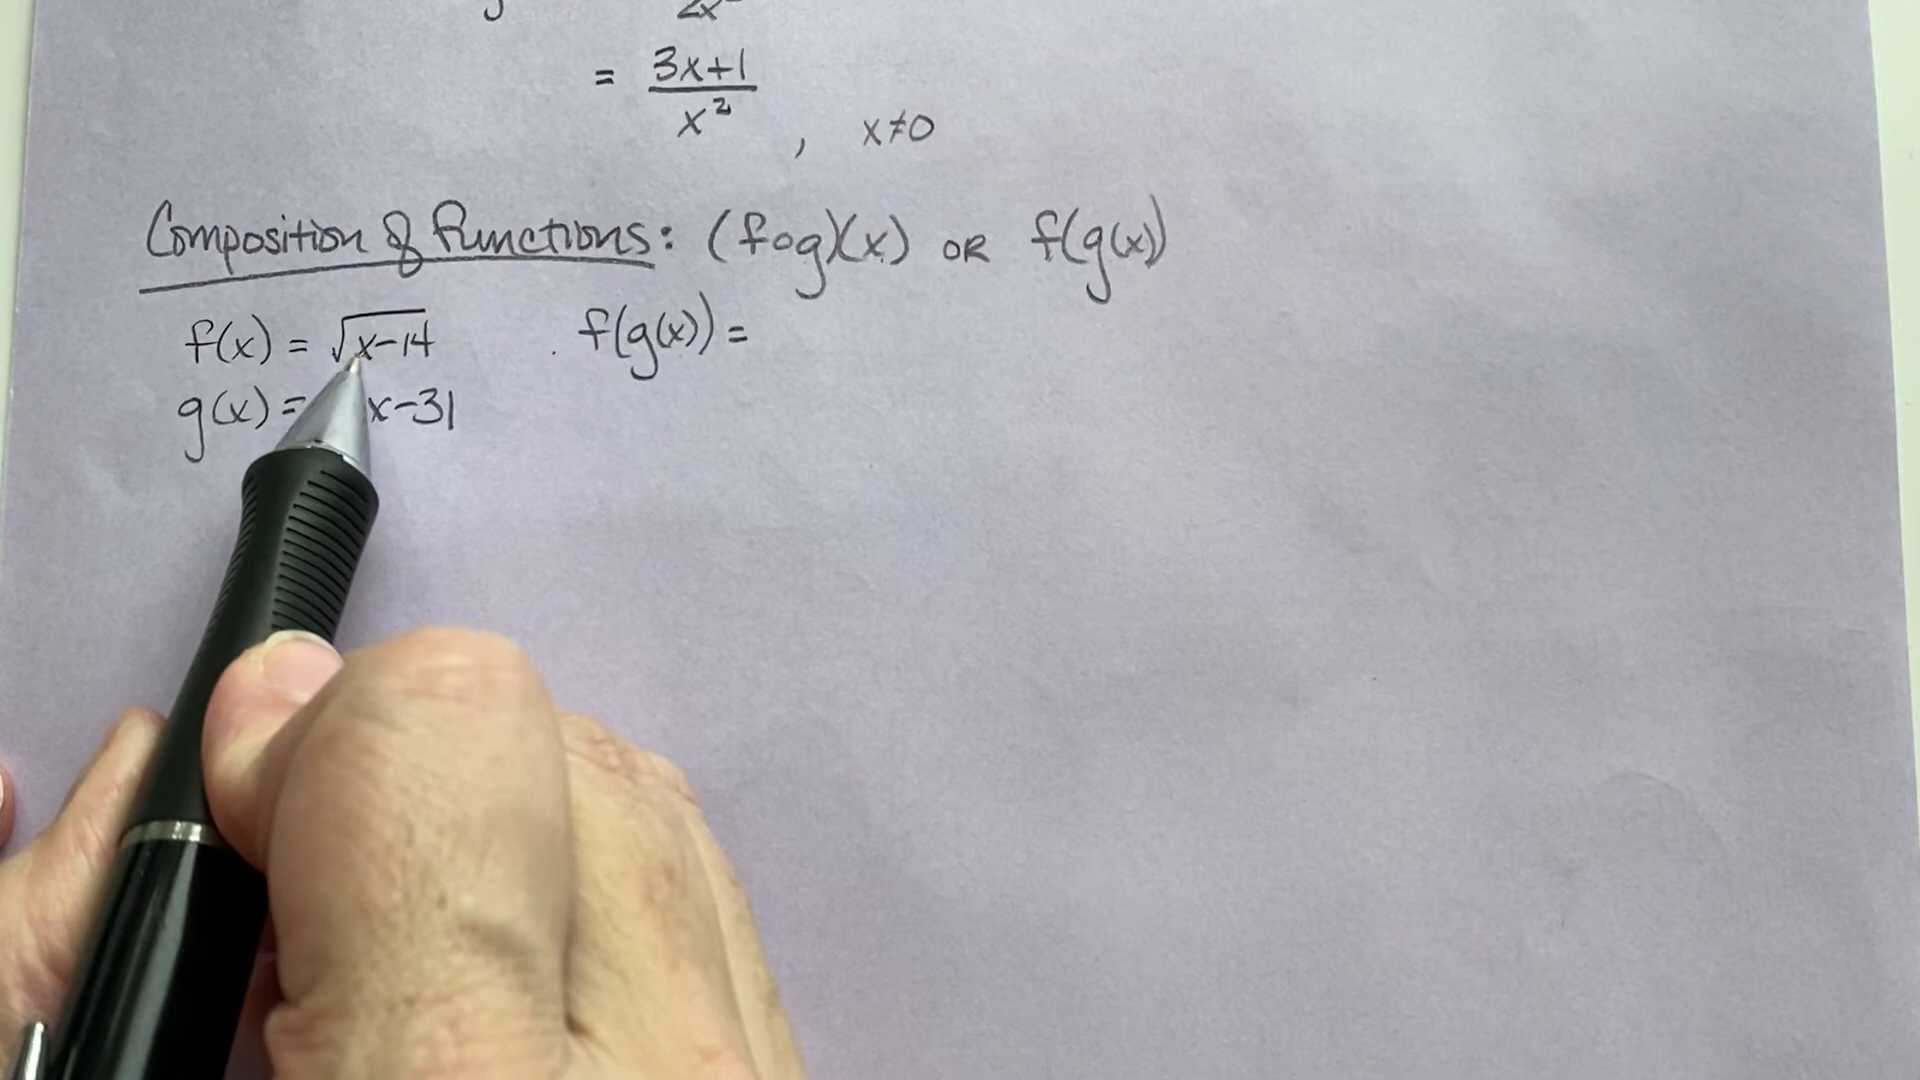 = 3x+1 / x² , x≠0
Composition of Functions: (f∘g)(x) OR f(g(x))
f(x) = √x-14 f(g(x)) =
g(x) = x-31